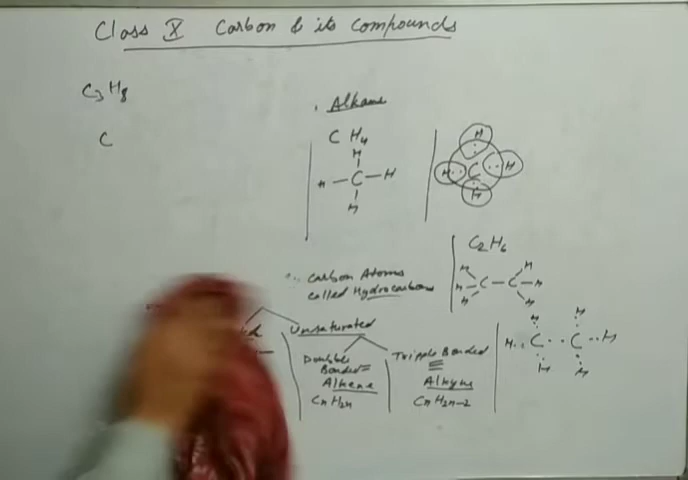 Class X Carbon & its Compounds
C3H8
C
Alkane
CH4
H
H — C — H
H
H
H C H
H
C2H6
H H
H C — C H
H H
Carbon Atoms
called Hydrocarbons
Unsaturated
Double
Bonded =
Alkene
CnH2n
Tripple Bonded
≡
Alkyne
CnH2n-2
H H
H : C : C : H
H H